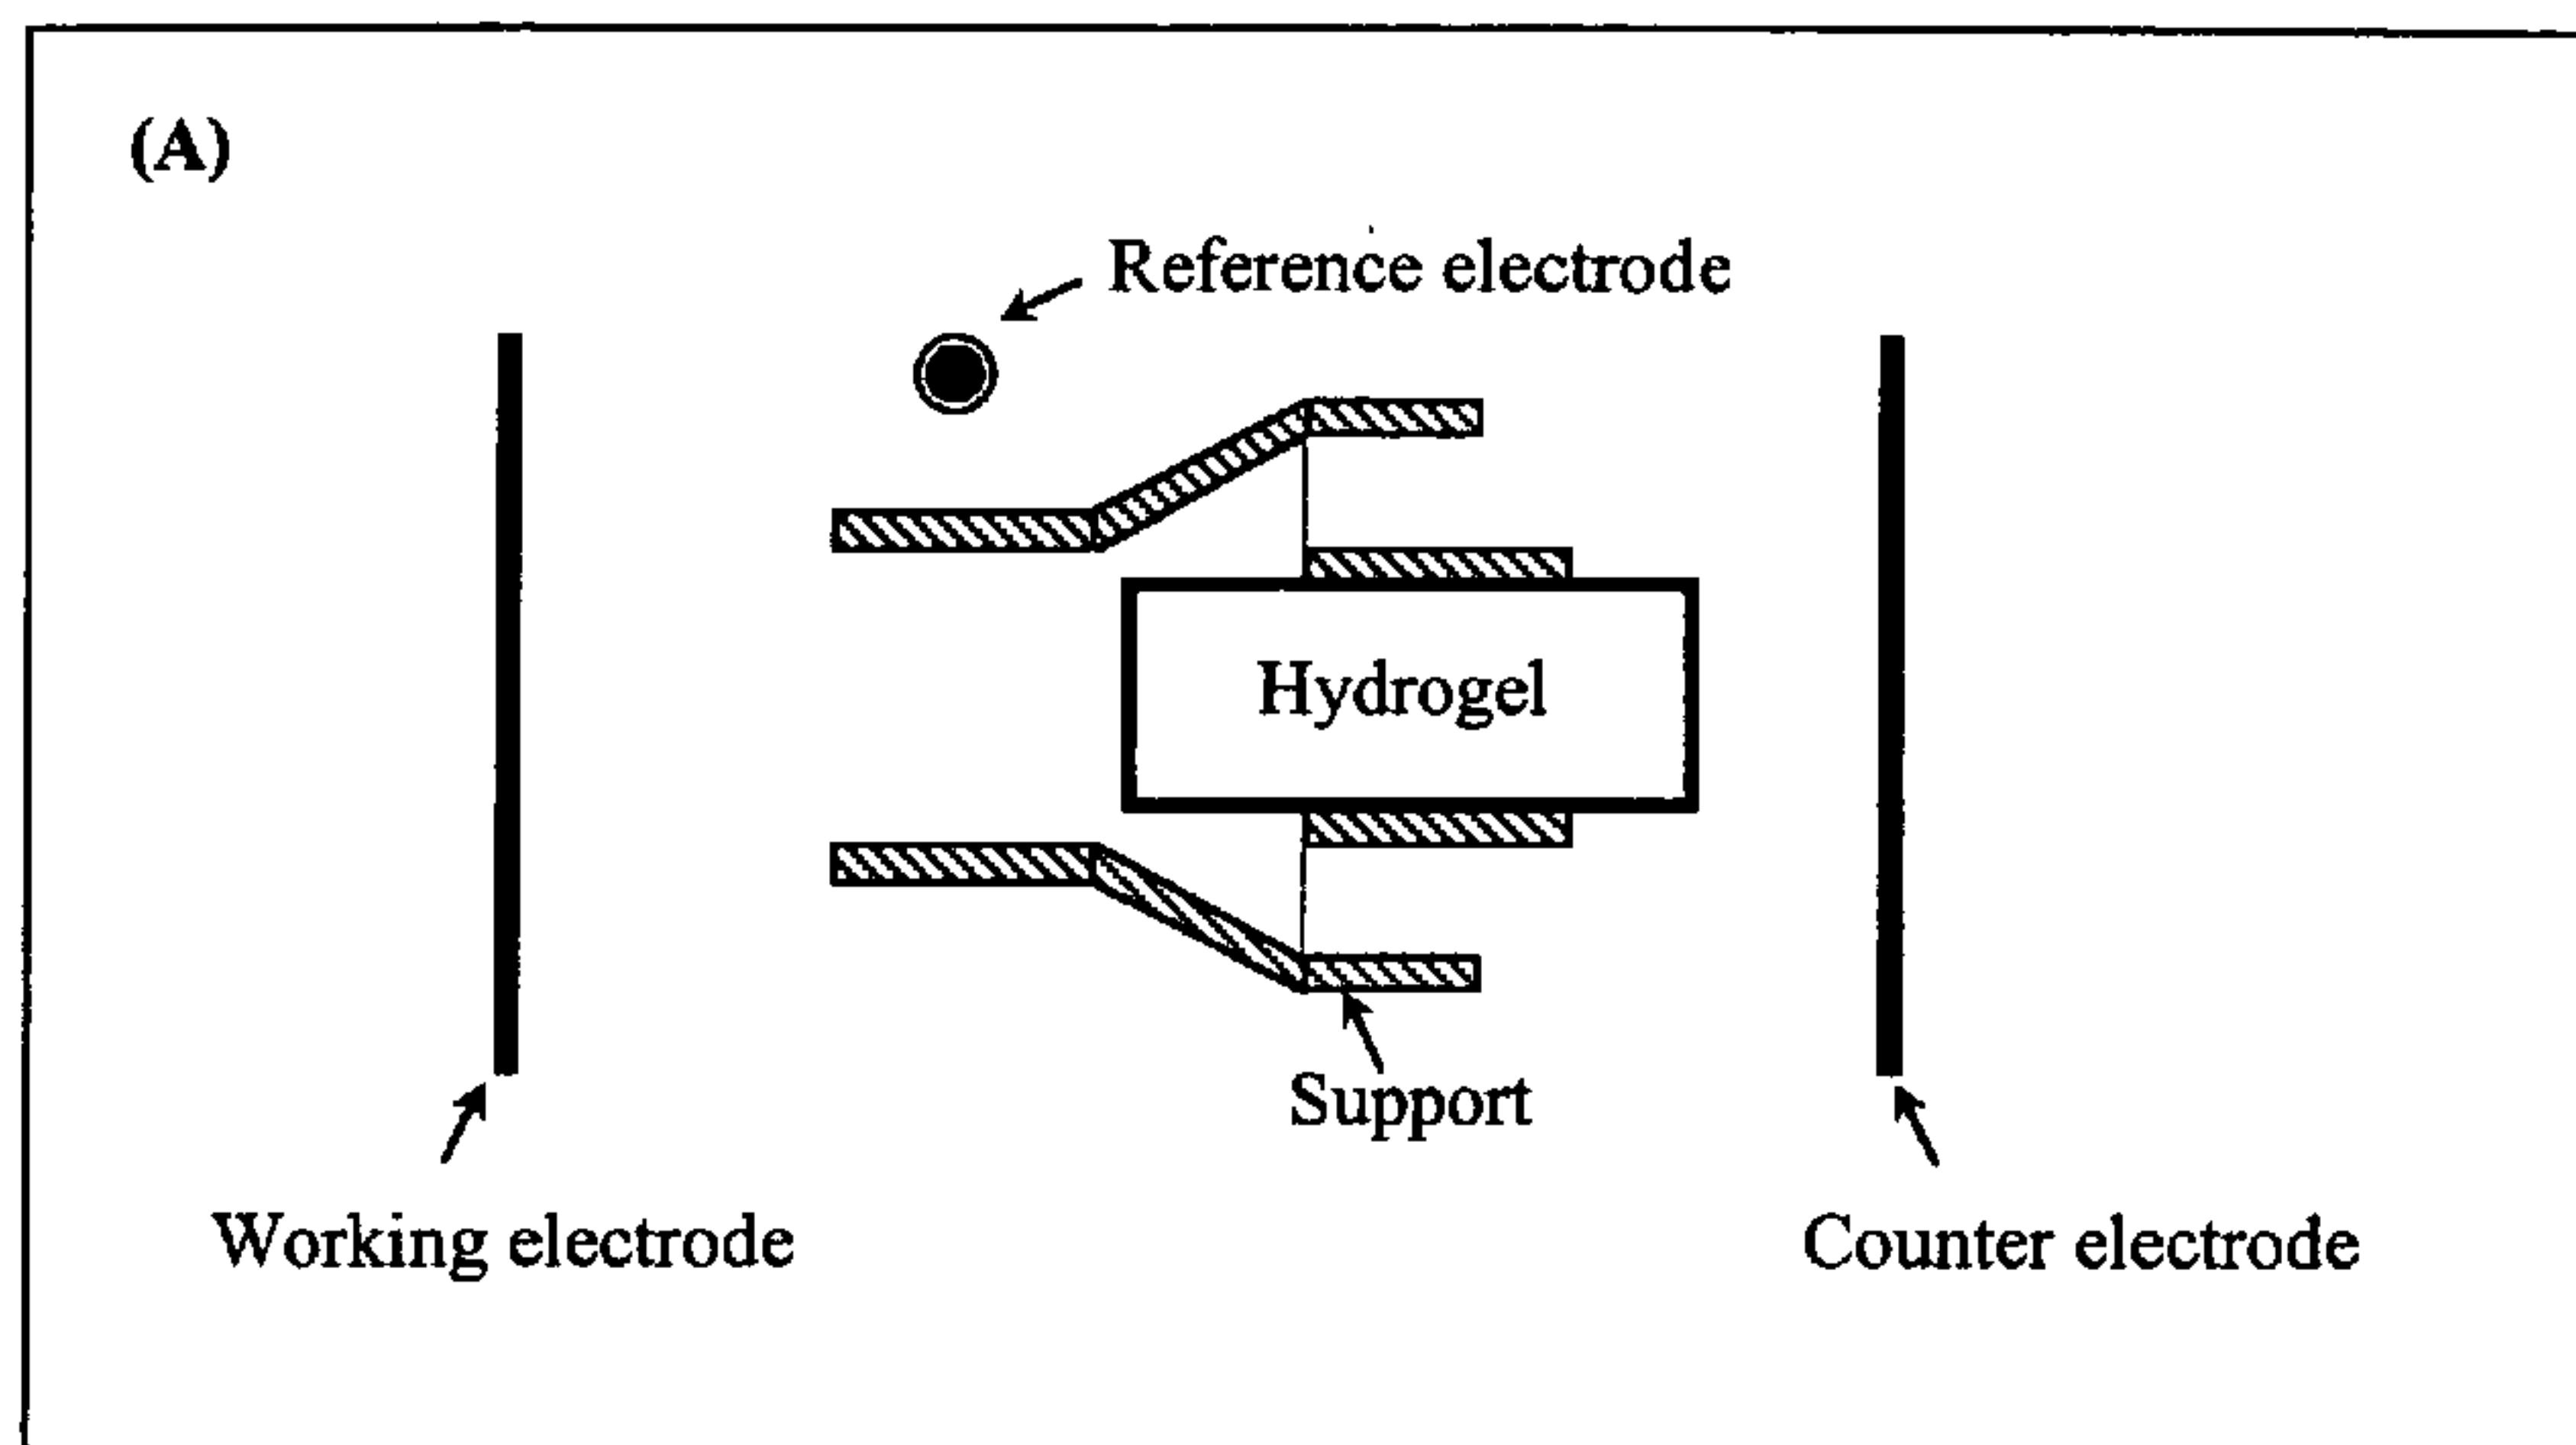 (A)
Reference electrode
Hydrogel
Support
Working electrode
Counter electrode